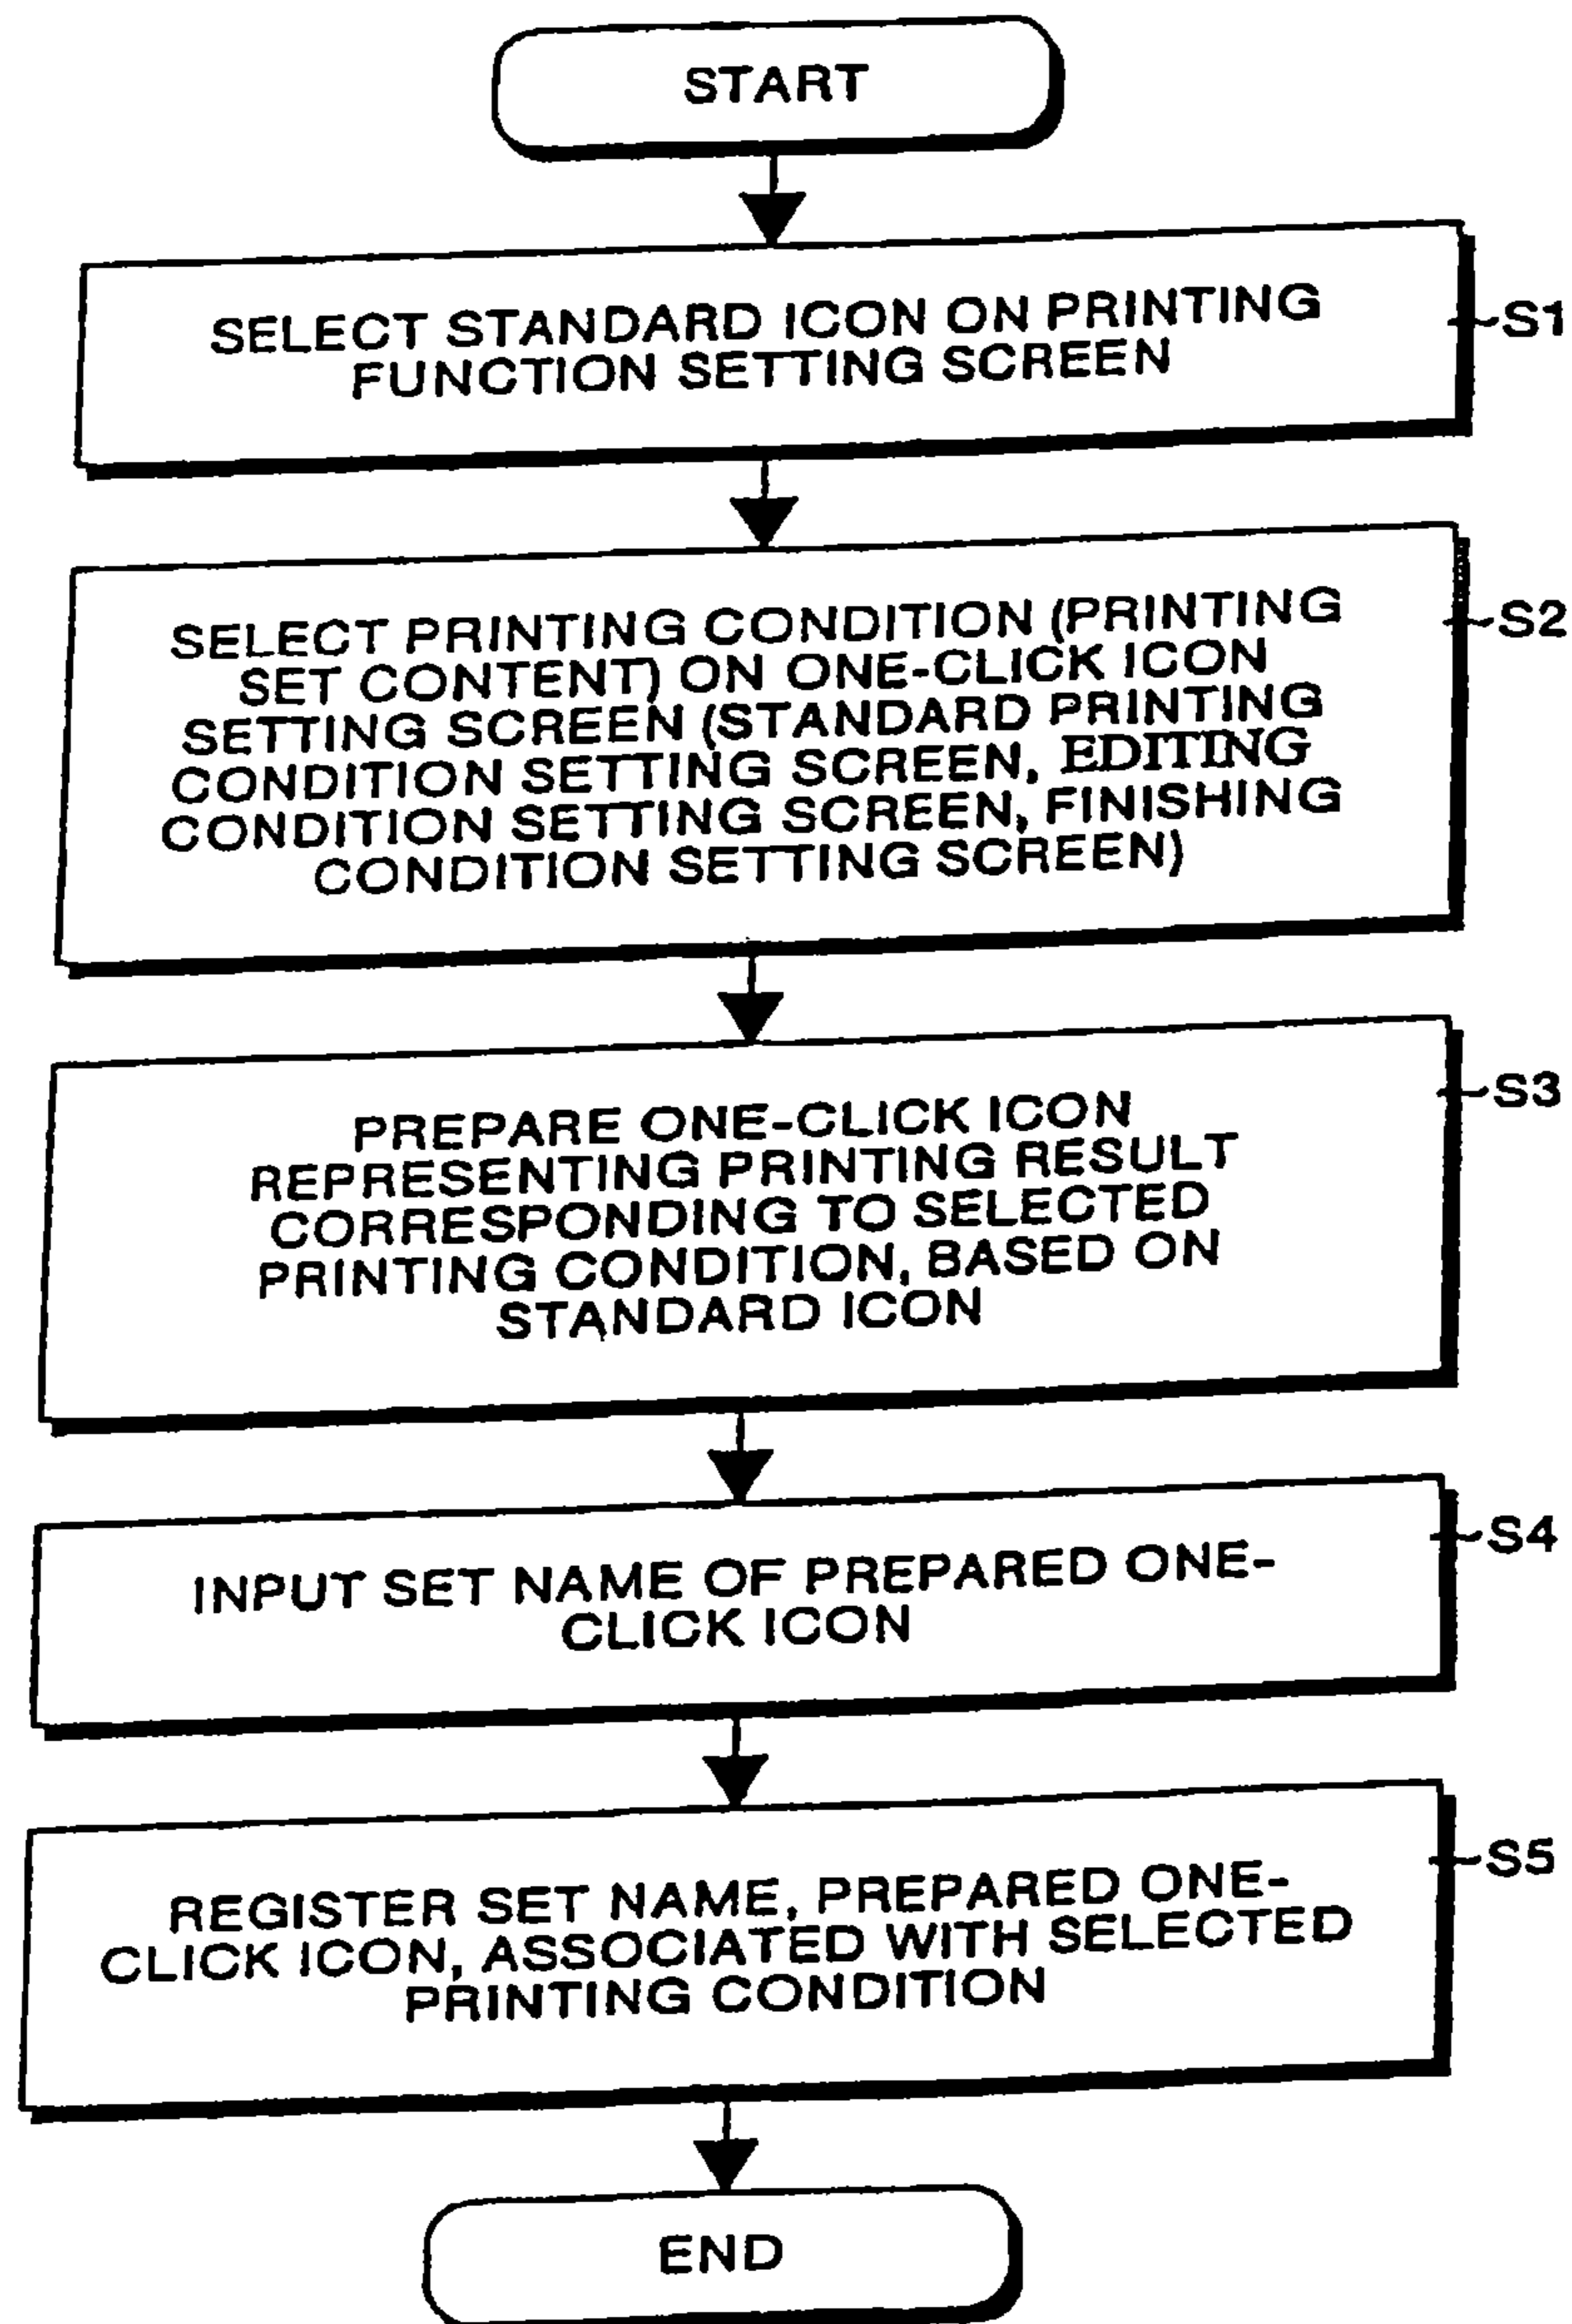 START
SELECT STANDARD ICON ON PRINTING
FUNCTION SETTING SCREEN
S1
SELECT PRINTING CONDITION (PRINTING
SET CONTENT) ON ONE-CLICK ICON
SETTING SCREEN (STANDARD PRINTING
CONDITION SETTING SCREEN, EDITING
CONDITION SETTING SCREEN, FINISHING
CONDITION SETTING SCREEN)
S2
PREPARE ONE-CLICK ICON
REPRESENTING PRINTING RESULT
CORRESPONDING TO SELECTED
PRINTING CONDITION, BASED ON
STANDARD ICON
S3
INPUT SET NAME OF PREPARED ONE-
CLICK ICON
S4
REGISTER SET NAME, PREPARED ONE-
CLICK ICON, ASSOCIATED WITH SELECTED
PRINTING CONDITION
S5
END